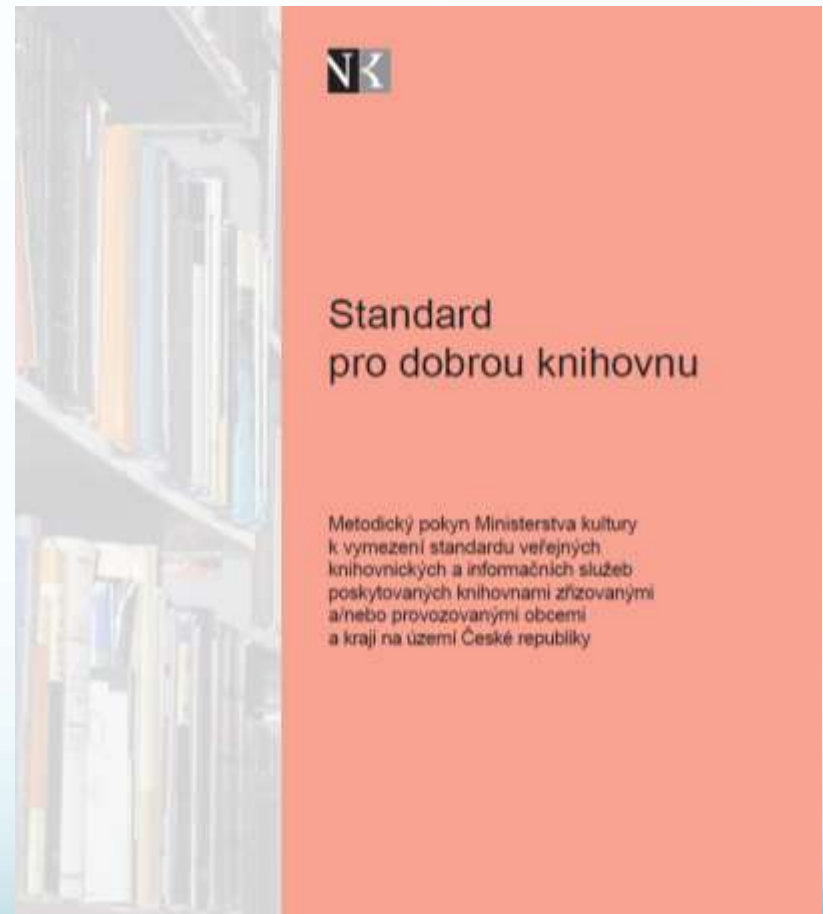 NK
Standard
pro dobrou knihovnu
Metodický pokyn Ministerstva kultury
k vymezení standardu veřejných
knihovnických a informačních služeb
poskytovaných knihovnami zřizovanými
a/nebo provozovanými obcemi
a kraji na území České republiky